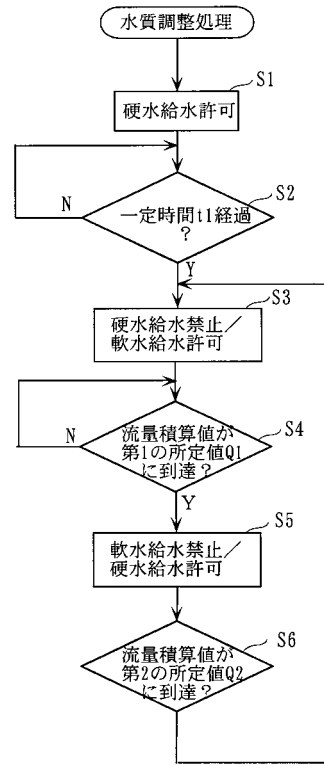 水質調整処理
S1
硬水給水許可
S2
N
一定時間t1経過
?
Y
S3
硬水給水禁止/
軟水給水許可
S4
N
流量積算値が
第1の所定値Q1
に到達?
Y
S5
軟水給水禁止/
硬水給水許可
S6
流量積算値が
第2の所定値Q2
に到達?